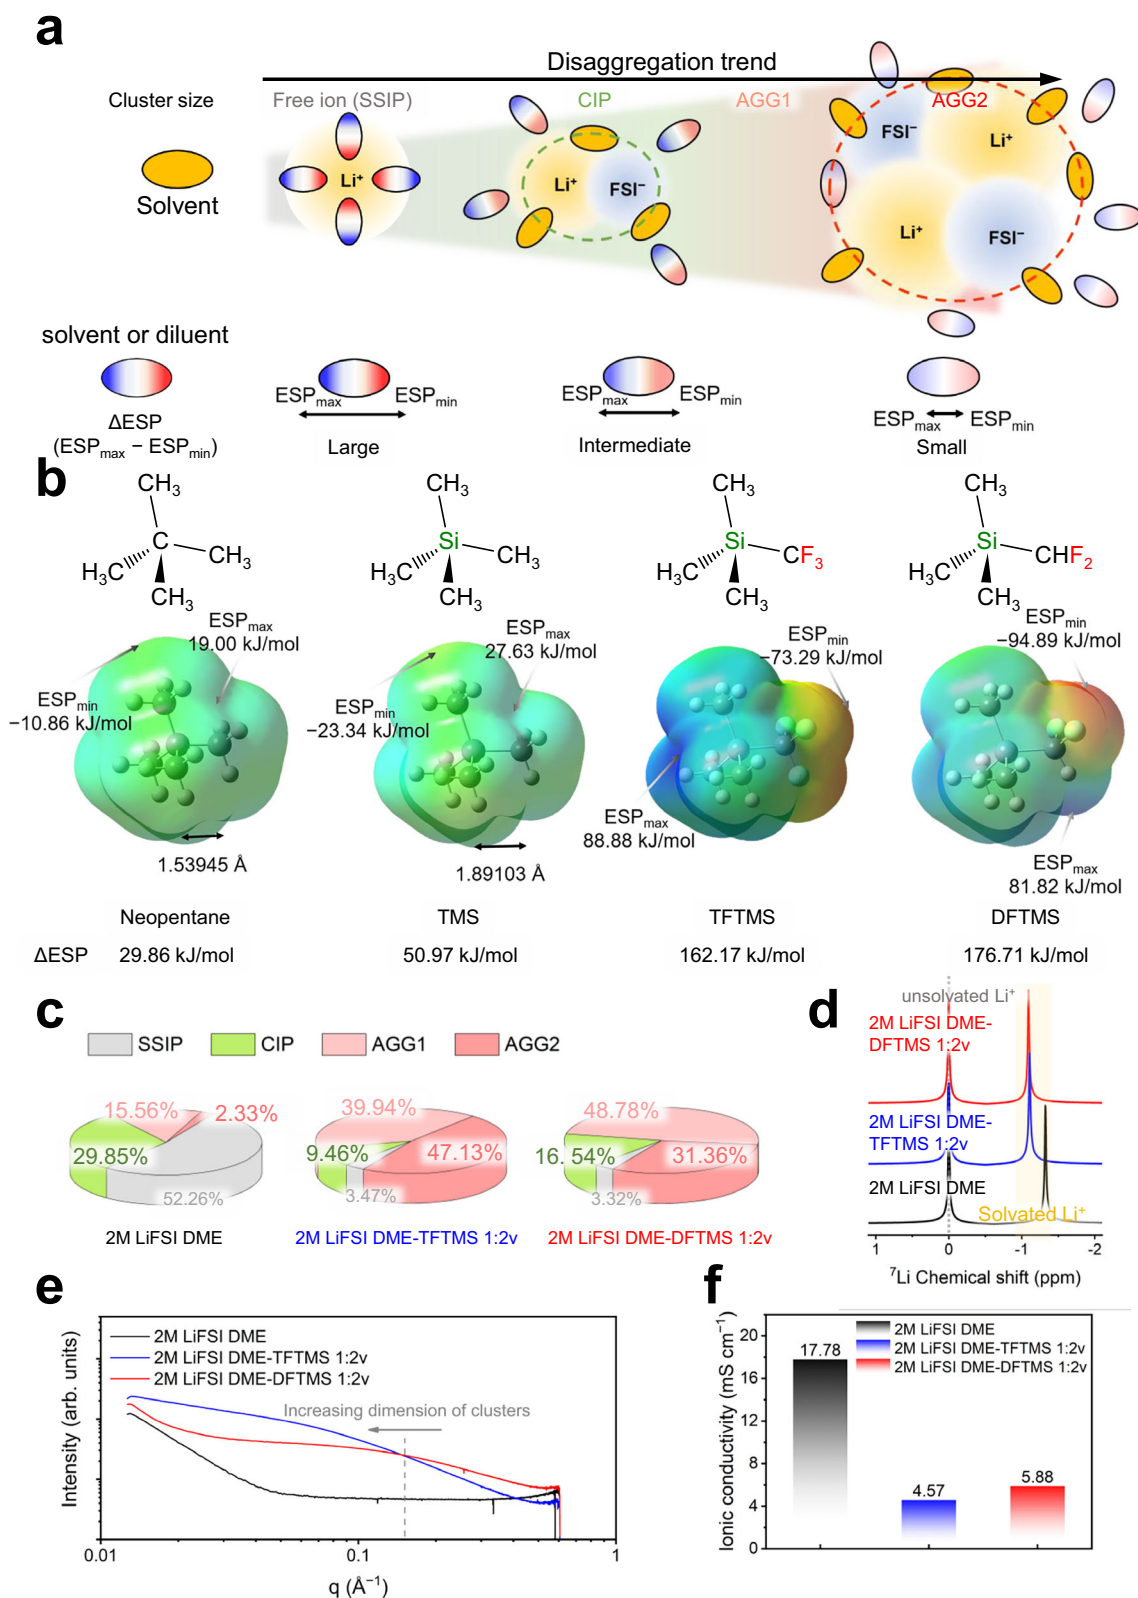 a
Disaggregation trend
Cluster size
Free ion (SSIP)
CIP
AGG1
AGG2
Solvent
Li⁺
Li⁺
FSI⁻
FSI⁻
Li⁺
Li⁺
FSI⁻
solvent or diluent
ΔESP
(ESPmax − ESPmin)
ESPmax
ESPmin
Large
ESPmax
ESPmin
Intermediate
ESPmax
ESPmin
Small
b
CH₃
C
CH₃
H₃C
CH₃
CH₃
Si
CH₃
H₃C
CH₃
CH₃
Si
CF₃
H₃C
CH₃
CH₃
Si
CHF₂
H₃C
CH₃
ESPmax
19.00 kJ/mol
ESPmin
−10.86 kJ/mol
1.53945 Å
ESPmax
27.63 kJ/mol
ESPmin
−23.34 kJ/mol
1.89103 Å
ESPmin
−73.29 kJ/mol
ESPmax
88.88 kJ/mol
ESPmin
−94.89 kJ/mol
ESPmax
81.82 kJ/mol
Neopentane
TMS
TFTMS
DFTMS
ΔESP
29.86 kJ/mol
50.97 kJ/mol
162.17 kJ/mol
176.71 kJ/mol
c
SSIP
CIP
AGG1
AGG2
15.56%
2.33%
29.85%
52.26%
2M LiFSI DME
39.94%
9.46%
47.13%
3.47%
2M LiFSI DME-TFTMS 1:2v
48.78%
16.54%
31.36%
3.32%
2M LiFSI DME-DFTMS 1:2v
d
unsolvated Li⁺
2M LiFSI DME-
DFTMS 1:2v
2M LiFSI DME-
TFTMS 1:2v
2M LiFSI DME
Solvated Li⁺
1
0
-1
-2
⁷Li Chemical shift (ppm)
e
2M LiFSI DME
2M LiFSI DME-TFTMS 1:2v
2M LiFSI DME-DFTMS 1:2v
Increasing dimension of clusters
Intensity (arb. units)
0.01
0.1
1
q (Å⁻¹)
f
2M LiFSI DME
2M LiFSI DME-TFTMS 1:2v
2M LiFSI DME-DFTMS 1:2v
Ionic conductivity (mS cm⁻¹)
20
16
12
8
4
0
17.78
4.57
5.88